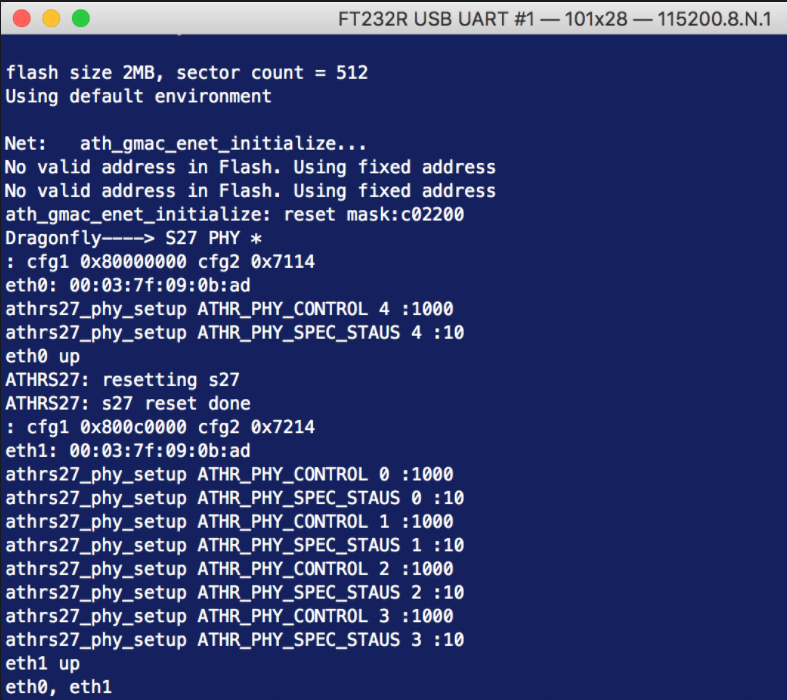 FT232R USB UART #1 — 101x28 — 115200.8.N.1
flash size 2MB, sector count = 512
Using default environment
Net:   ath_gmac_enet_initialize...
No valid address in Flash. Using fixed address
No valid address in Flash. Using fixed address
ath_gmac_enet_initialize: reset mask:c02200
Dragonfly----> S27 PHY *
: cfg1 0x80000000 cfg2 0x7114
eth0: 00:03:7f:09:0b:ad
athrs27_phy_setup ATHR_PHY_CONTROL 4 :1000
athrs27_phy_setup ATHR_PHY_SPEC_STAUS 4 :10
eth0 up
ATHRS27: resetting s27
ATHRS27: s27 reset done
: cfg1 0x800c0000 cfg2 0x7214
eth1: 00:03:7f:09:0b:ad
athrs27_phy_setup ATHR_PHY_CONTROL 0 :1000
athrs27_phy_setup ATHR_PHY_SPEC_STAUS 0 :10
athrs27_phy_setup ATHR_PHY_CONTROL 1 :1000
athrs27_phy_setup ATHR_PHY_SPEC_STAUS 1 :10
athrs27_phy_setup ATHR_PHY_CONTROL 2 :1000
athrs27_phy_setup ATHR_PHY_SPEC_STAUS 2 :10
athrs27_phy_setup ATHR_PHY_CONTROL 3 :1000
athrs27_phy_setup ATHR_PHY_SPEC_STAUS 3 :10
eth1 up
eth0, eth1